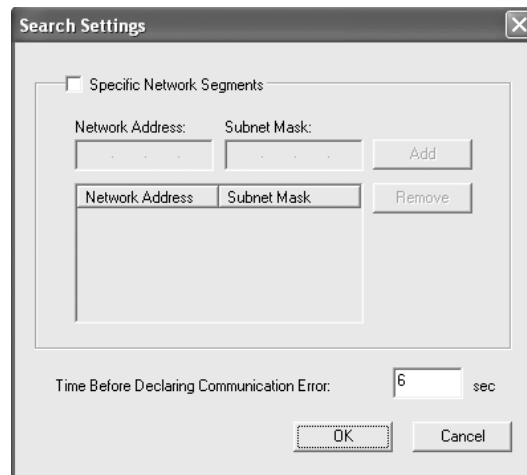 Search Settings
Specific Network Segments
Network Address: Subnet Mask:
. . . . . . Add
Network Address Subnet Mask Remove
Time Before Declaring Communication Error: 6 sec
OK Cancel